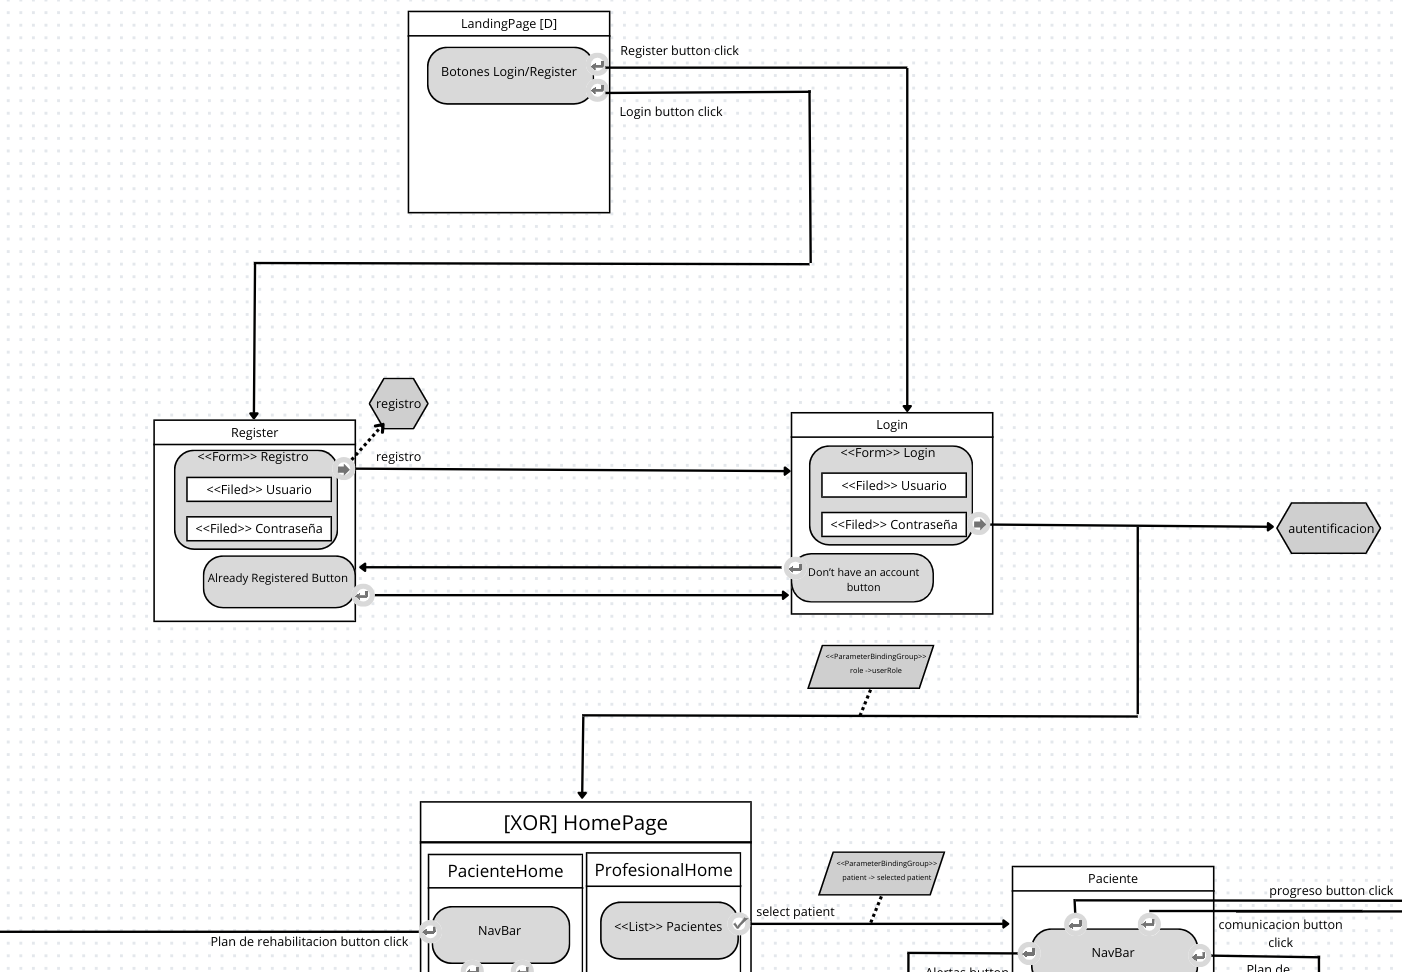 LandingPage [D]
Botones Login/Register
Register button click
Login button click
registro
Register
<<Form>> Registro
<<Filed>> Usuario
<<Filed>> Contraseña
Already Registered Button
registro
Login
<<Form>> Login
<<Filed>> Usuario
<<Filed>> Contraseña
Don't have an account
button
autentificacion
<<ParameterBindingGroup>>
role ->userRole
[XOR] HomePage
PacienteHome
NavBar
Plan de rehabilitacion button click
ProfesionalHome
<<List>> Pacientes
select patient
<<ParameterBindingGroup>>
patient -> selected patient
Paciente
NavBar
progreso button click
comunicacion button
click
Alertas button
Plan de